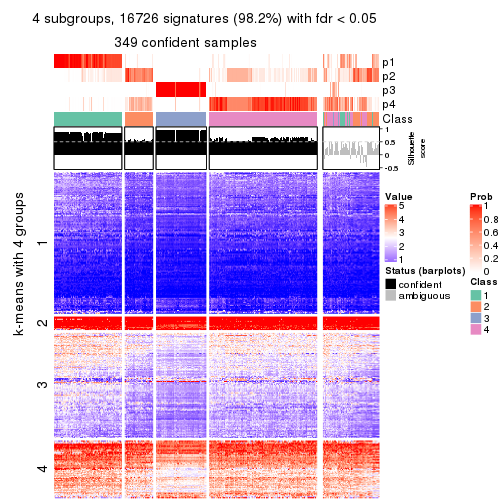 4 subgroups, 16726 signatures (98.2%) with fdr < 0.05
349 confident samples
p1
p2
p3
p4
Class
1
0.5
0
-0.5
Silhouette
score
k-means with 4 groups
1
2
3
4
Value
5
4
3
2
1
Status (barplots)
confident
ambiguous
Prob
1
0.8
0.6
0.4
0.2
0
Class
1
2
3
4